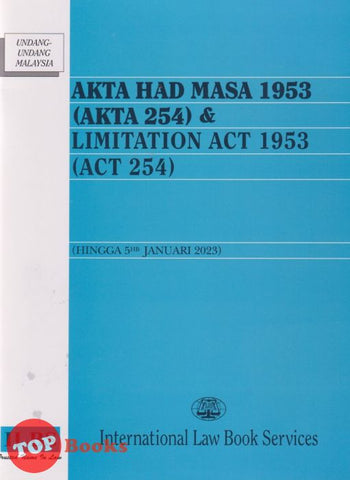 UNDANG-
UNDANG
MALAYSIA
AKTA HAD MASA 1953
(AKTA 254) &
LIMITATION ACT 1953
(ACT 254)
(HINGGA 5HB JANUARI 2023)
TOP Books
International Law Book Services